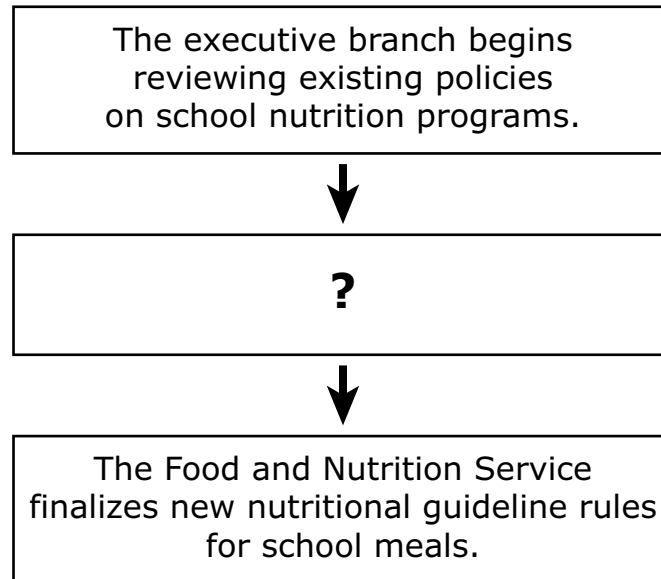 The executive branch begins
reviewing existing policies
on school nutrition programs.
?
The Food and Nutrition Service
finalizes new nutritional guideline rules
for school meals.